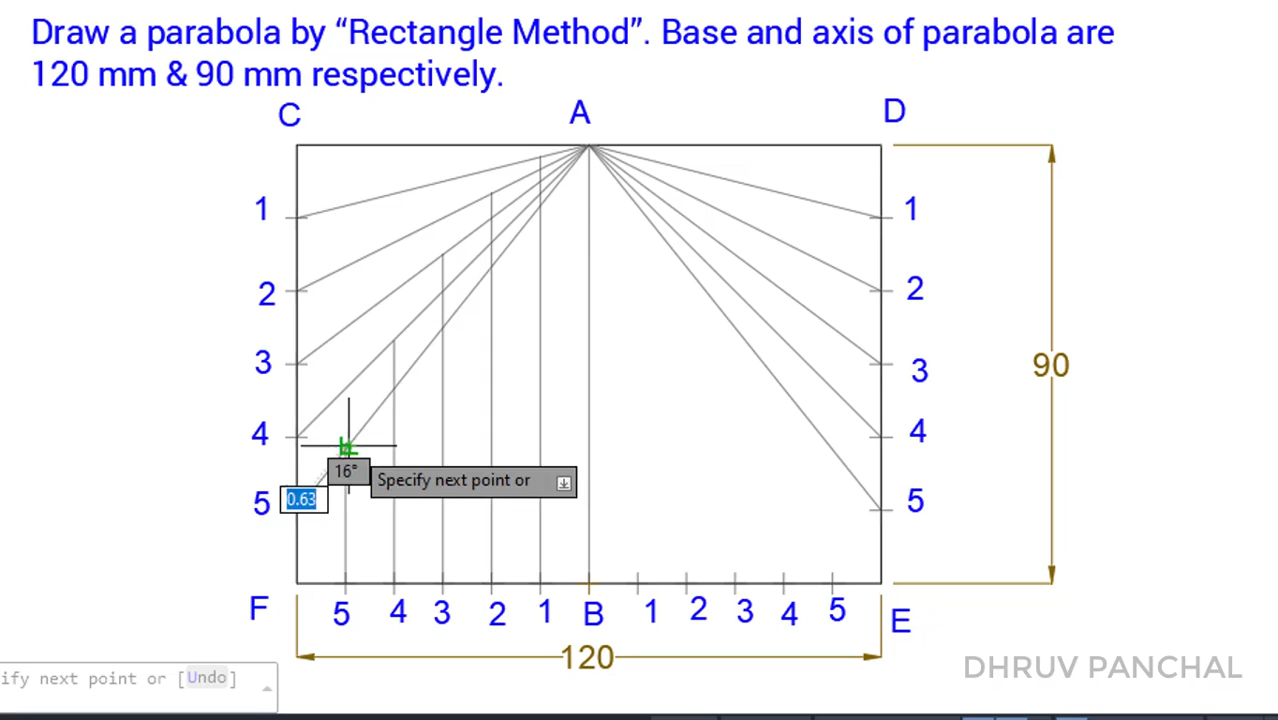 Draw a parabola by “Rectangle Method”. Base and axis of parabola are
120 mm & 90 mm respectively.
C A D
1 1
2 2
3 3 90
4 4
16°
Specify next point or
5 0.63 5
F 5 4 3 2 1 B 1 2 3 4 5 E
120
DHRUV PANCHAL
ify next point or [Undo]